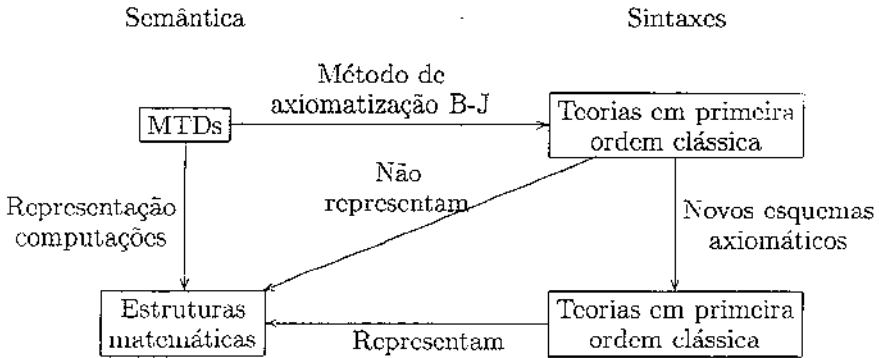 Semântica
Sintaxes
Método de
axiomatização B-J
MTDs
Teorias em primeira
ordem clássica
Não
representam
Representação
computações
Novos esquemas
axiomáticos
Estruturas
matemáticas
Representam
Teorias em primeira
ordem clássica